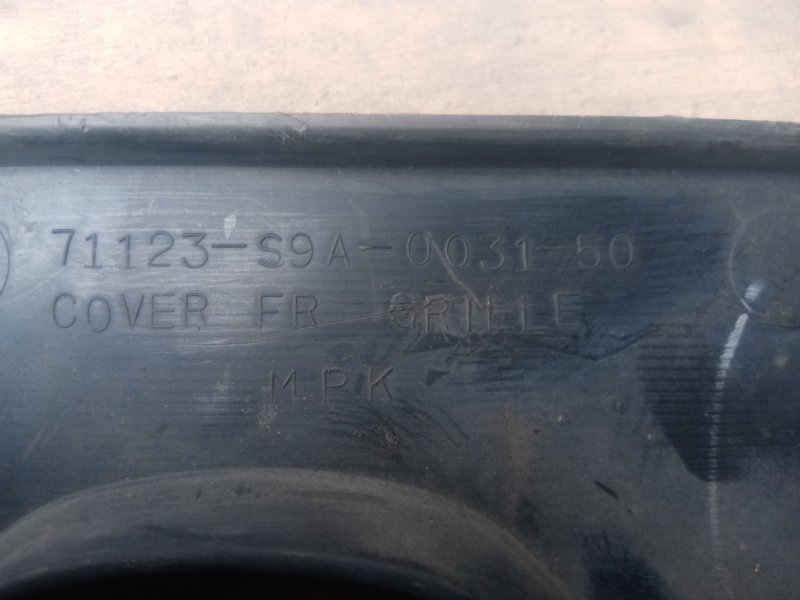 71123-S9A-0031-50
COVER FR GRILLE
MPK